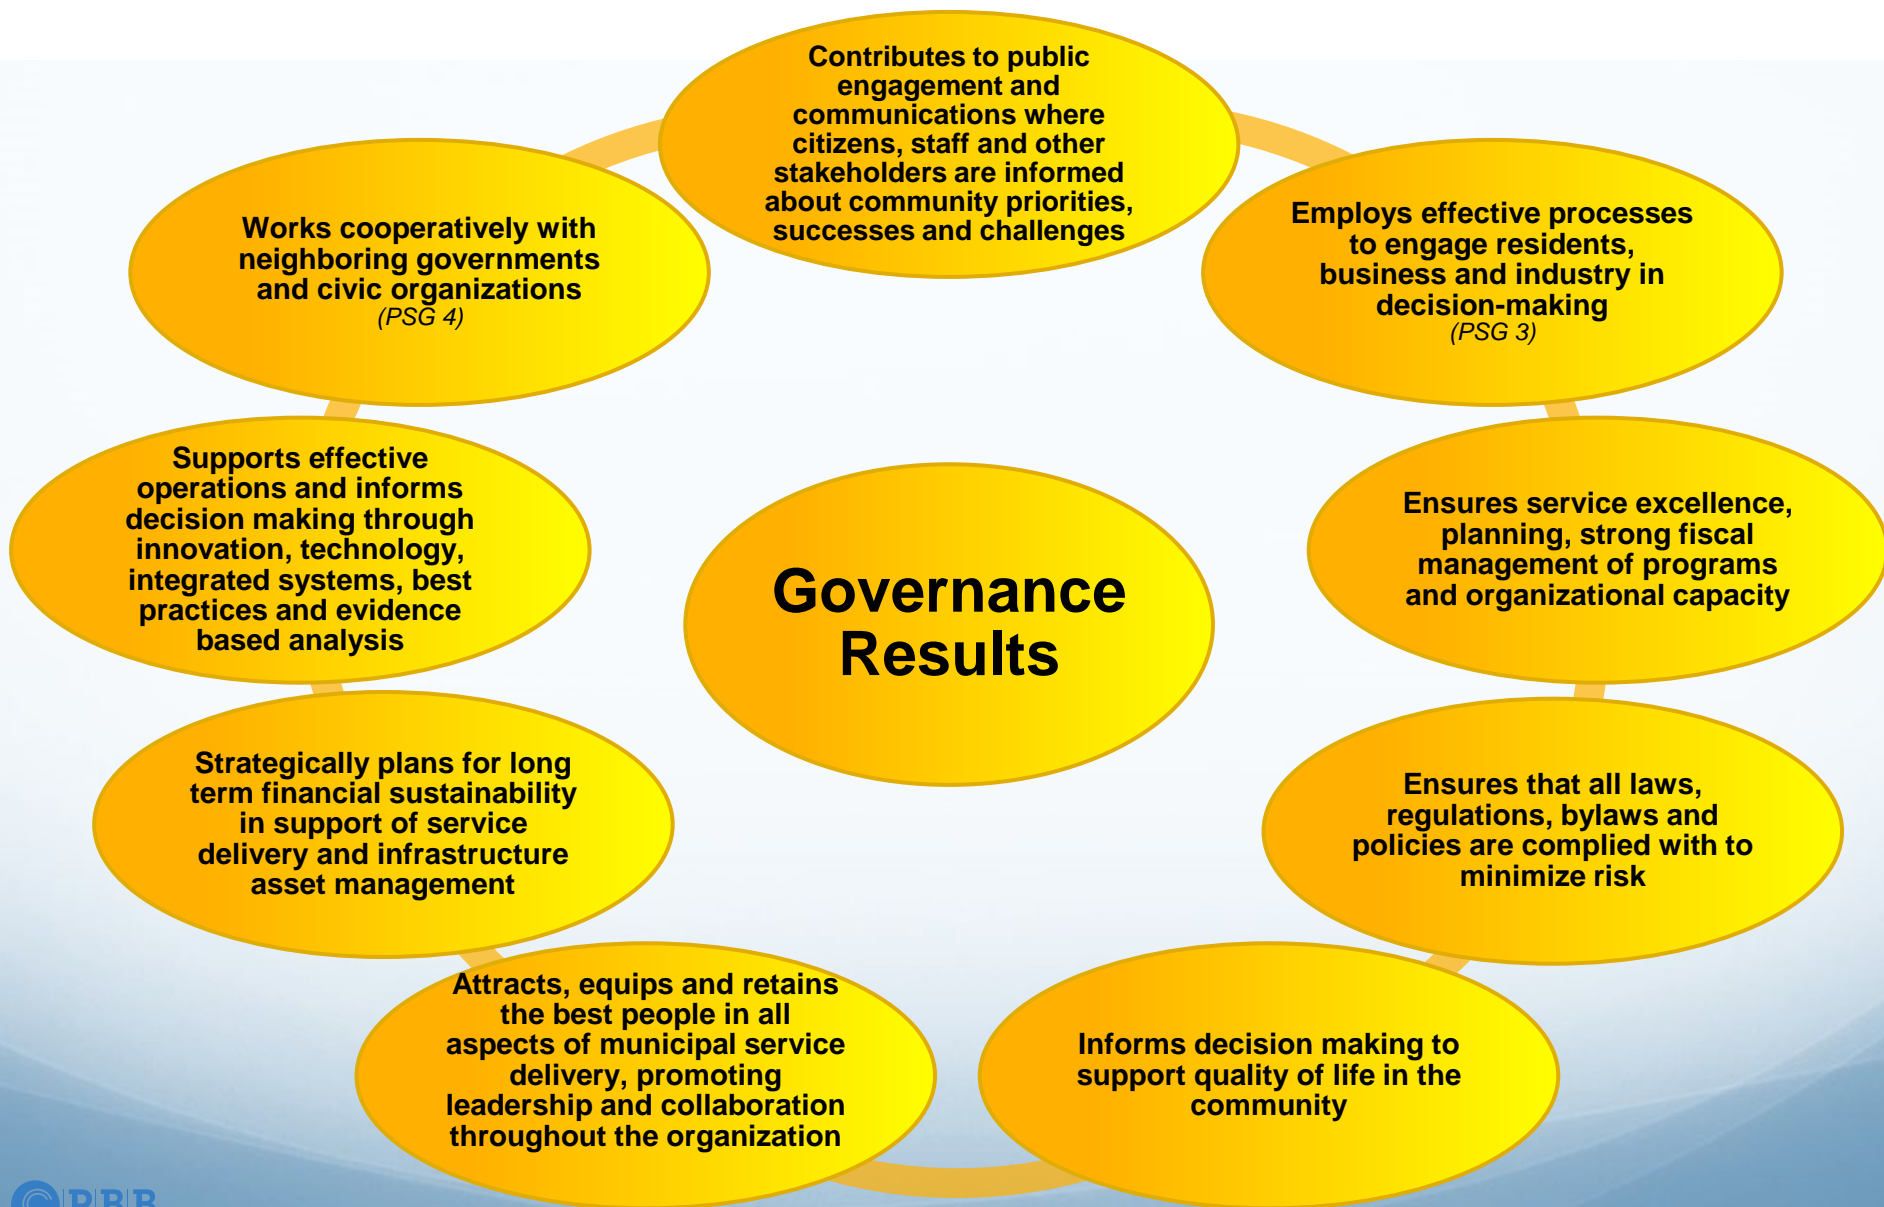 Contributes to public
engagement and
communications where
citizens, staff and other
stakeholders are informed
about community priorities,
successes and challenges
Employs effective processes
to engage residents,
business and industry in
decision-making
(PSG 3)
Ensures service excellence,
planning, strong fiscal
management of programs
and organizational capacity
Ensures that all laws,
regulations, bylaws and
policies are complied with to
minimize risk
Informs decision making to
support quality of life in the
community
Attracts, equips and retains
the best people in all
aspects of municipal service
delivery, promoting
leadership and collaboration
throughout the organization
Strategically plans for long
term financial sustainability
in support of service
delivery and infrastructure
asset management
Supports effective
operations and informs
decision making through
innovation, technology,
integrated systems, best
practices and evidence
based analysis
Works cooperatively with
neighboring governments
and civic organizations
(PSG 4)
Governance
Results